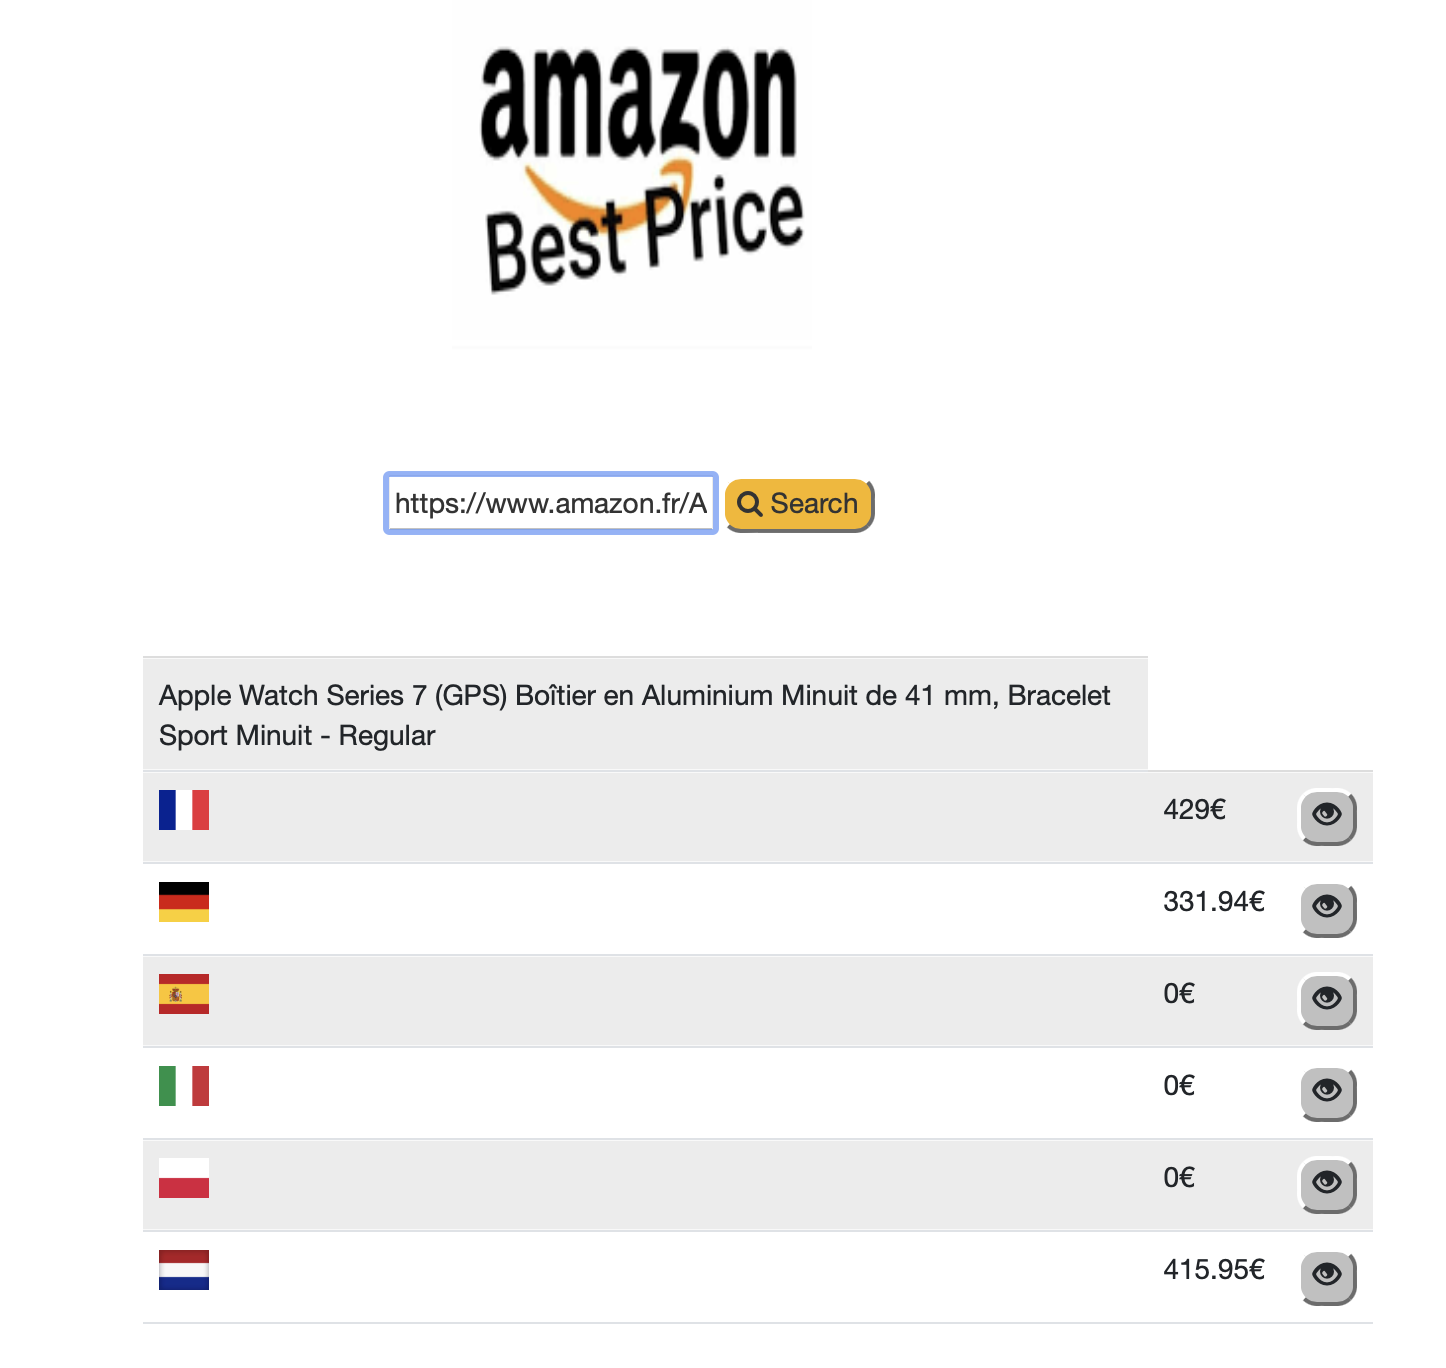 amazon
Best Price
https://www.amazon.fr/A
Search
Apple Watch Series 7 (GPS) Boîtier en Aluminium Minuit de 41 mm, Bracelet
Sport Minuit - Regular
429€
331.94€
0€
0€
0€
415.95€